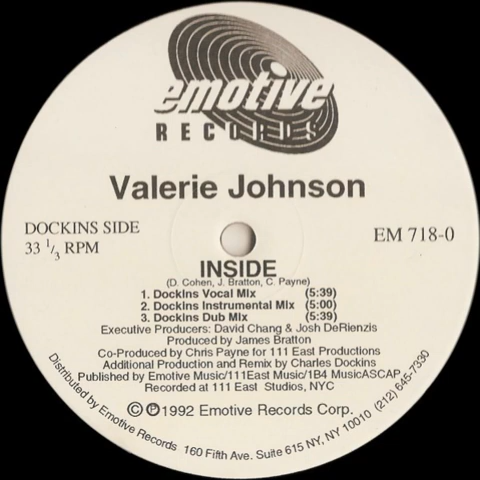 emotive
RECORDS
Valerie Johnson
DOCKINS SIDE
33 1/3 RPM
EM 718-0
INSIDE
(D. Cohen, J. Bratton, C. Payne)
1. Dockins Vocal Mix (5:39)
2. Dockins Instrumental Mix (5:00)
3. Dockins Dub Mix (5:39)
Executive Producers: David Chang & Josh DeRienzis
Produced by
James Bratton
Co-Produced by Chris Payne for 111 East Productions
Additional Production and Remix by Charles Dockins
Published by Emotive Music/111East Music/1B4 MusicASCAP
Recorded at 111 East Studios, NYC
© ℗ 1992 Emotive Records Corp.
Distributed by Emotive Records 160 Fifth Ave. Suite 615 NY, NY 10010 (212) 645-7330